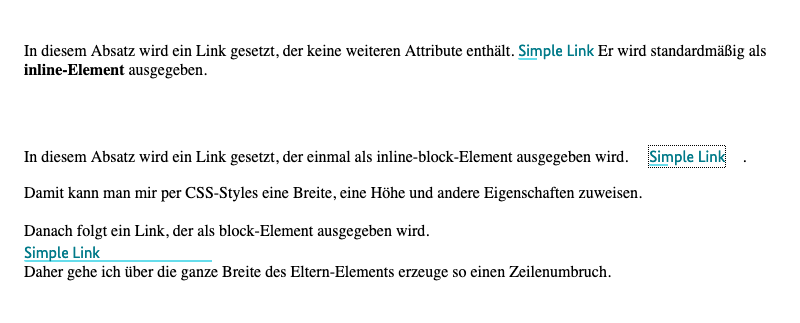 In diesem Absatz wird ein Link gesetzt, der keine weiteren Attribute enthält. Simple Link Er wird standardmäßig als
inline-Element ausgegeben.
In diesem Absatz wird ein Link gesetzt, der einmal als inline-block-Element ausgegeben wird. Simple Link .
Damit kann man mir per CSS-Styles eine Breite, eine Höhe und andere Eigenschaften zuweisen.
Danach folgt ein Link, der als block-Element ausgegeben wird.
Simple Link
Daher gehe ich über die ganze Breite des Eltern-Elements erzeuge so einen Zeilenumbruch.